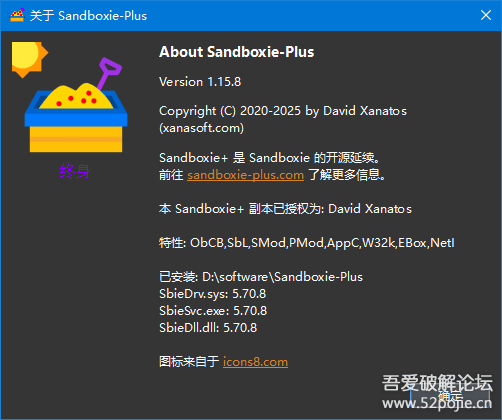 关于 Sandboxie-Plus
About Sandboxie-Plus
Version 1.15.8
Copyright (C) 2020-2025 by David Xanatos
(xanasoft.com)
终身
Sandboxie+ 是 Sandboxie 的开源延续。
前往 sandboxie-plus.com 了解更多信息。
本 Sandboxie+ 副本已授权为: David Xanatos
特性: ObCB,SbL,SMod,PMod,AppC,W32k,EBox,NetI
已安装: D:\software\Sandboxie-Plus
SbieDrv.sys: 5.70.8
SbieSvc.exe: 5.70.8
SbieDll.dll: 5.70.8
图标来自于 icons8.com
确定
吾爱破解论坛
www.52pojie.cn